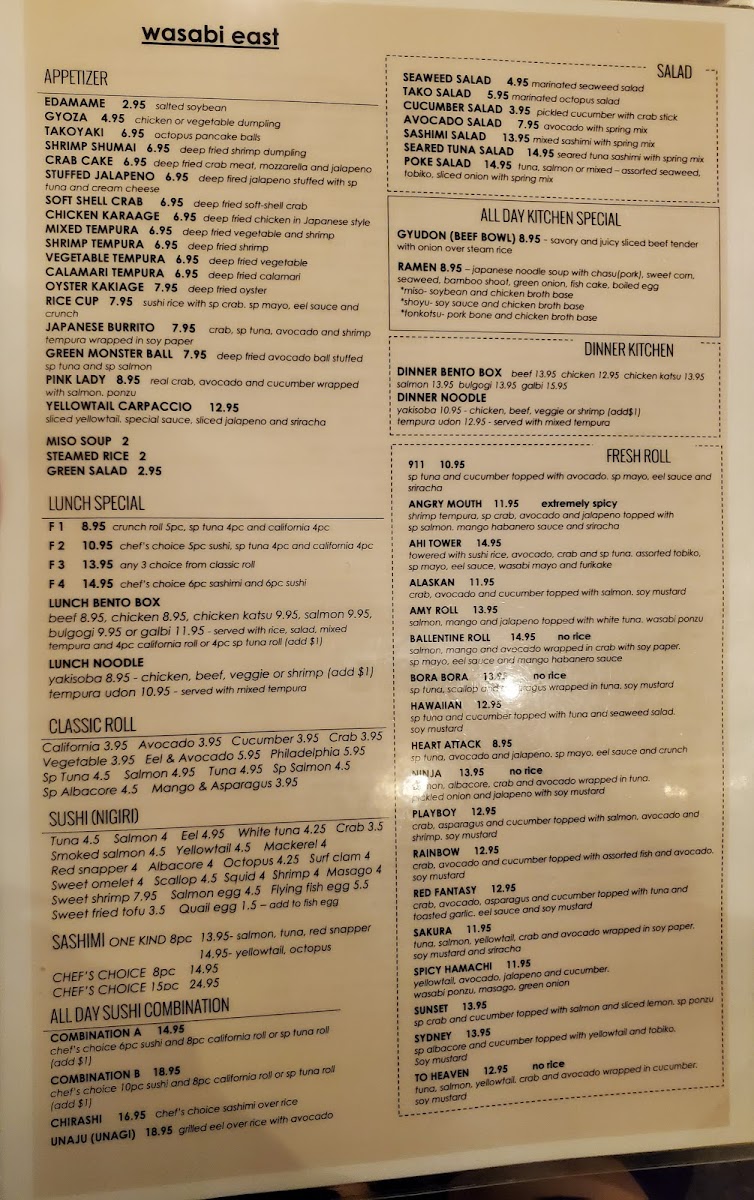 wasabi east
APPETIZER
EDAMAME 2.95 salted soybean
GYOZA 4.95 chicken or vegetable dumpling
TAKOYAKI 6.95 octopus pancake balls
SHRIMP SHUMAI 6.95 deep fried shrimp dumpling
CRAB CAKE 6.95 deep fried crab meat, mozzarella and jalapeno
STUFFED JALAPENO 6.95 deep fired jalapeno stuffed with sp
tuna and cream cheese
SOFT SHELL CRAB 6.95 deep fried soft-shell crab
CHICKEN KARAAGE 6.95 deep fried chicken in Japanese style
MIXED TEMPURA 6.95 deep fried vegetable and shrimp
SHRIMP TEMPURA 6.95 deep fried shrimp
VEGETABLE TEMPURA 6.95 deep fried vegetable
CALAMARI TEMPURA 6.95 deep fried calamari
OYSTER KAKIAGE 7.95 deep fried oyster
RICE CUP 7.95 sushi rice with sp crab, sp mayo, eel sauce and
crunch
JAPANESE BURRITO 7.95 crab, sp tuna, avocado and shrimp
tempura wrapped in soy paper
GREEN MONSTER BALL 7.95 deep fried avocado ball stuffed
sp tuna and sp salmon
PINK LADY 8.95 real crab, avocado and cucumber wrapped
with salmon, ponzu
YELLOWTAIL CARPACCIO 12.95
sliced yellowtail, special sauce, sliced jalapeno and sriracha
MISO SOUP 2
STEAMED RICE 2
GREEN SALAD 2.95
LUNCH SPECIAL
F 1 8.95 crunch roll 5pc, sp tuna 4pc and california 4pc
F 2 10.95 chef's choice 5pc sushi, sp tuna 4pc and california 4pc
F 3 13.95 any 3 choice from classic roll
F 4 14.95 chef's choice 6pc sashimi and 6pc sushi
LUNCH BENTO BOX
beef 8.95, chicken 8.95, chicken katsu 9.95, salmon 9.95,
bulgogi 9.95 or galbi 11.95 - served with rice, salad, mixed
tempura and 4pc california roll or 4pc sp tuna roll (add $1)
LUNCH NOODLE
yakisoba 8.95 - chicken, beef, veggie or shrimp (add $1)
tempura udon 10.95 - served with mixed tempura
CLASSIC ROLL
California 3.95 Avocado 3.95 Cucumber 3.95 Crab 3.95
Vegetable 3.95 Eel & Avocado 5.95 Philadelphia 5.95
Sp Tuna 4.5 Salmon 4.95 Tuna 4.95 Sp Salmon 4.5
Sp Albacore 4.5 Mango & Asparagus 3.95
SUSHI (NIGIRI)
Tuna 4.5 Salmon 4 Eel 4.95 White tuna 4.25 Crab 3.5
Smoked salmon 4.5 Yellowtail 4.5 Mackerel 4
Red snapper 4 Albacore 4 Octopus 4.25 Surf clam 4
Sweet omelet 4 Scallop 4.5 Squid 4 Shrimp 4 Masago 4
Sweet shrimp 7.95 Salmon egg 4.5 Flying fish egg 5.5
Sweet fried tofu 3.5 Quail egg 1.5 – add to fish egg
SASHIMI ONE KIND 8pc 13.95- salmon, tuna, red snapper
14.95- yellowtail, octopus
CHEF'S CHOICE 8pc 14.95
CHEF'S CHOICE 15pc 24.95
ALL DAY SUSHI COMBINATION
COMBINATION A 14.95
chef's choice 6pc sushi and 8pc california roll or sp tuna roll
(add $1)
COMBINATION B 18.95
chef's choice 10pc sushi and 8pc california roll or sp tuna roll
(add $1)
CHIRASHI 16.95 chef's choice sashimi over rice
UNAJU (UNAGI) 18.95 grilled eel over rice with avocado
SALAD
SEAWEED SALAD 4.95 marinated seaweed salad
TAKO SALAD 5.95 marinated octopus salad
CUCUMBER SALAD 3.95 pickled cucumber with crab stick
AVOCADO SALAD 7.95 avocado with spring mix
SASHIMI SALAD 13.95 mixed sashimi with spring mix
SEARED TUNA SALAD 14.95 seared tuna sashimi with spring mix
POKE SALAD 14.95 tuna, salmon or mixed – assorted seaweed,
tobiko, sliced onion with spring mix
ALL DAY KITCHEN SPECIAL
GYUDON (BEEF BOWL) 8.95 - savory and juicy sliced beef tender
with onion over steam rice
RAMEN 8.95 – japanese noodle soup with chasu(pork), sweet corn,
seaweed, bamboo shoot, green onion, fish cake, boiled egg
*miso- soybean and chicken broth base
*shoyu- soy sauce and chicken broth base
*tonkotsu- pork bone and chicken broth base
DINNER KITCHEN
DINNER BENTO BOX beef 13.95 chicken 12.95 chicken katsu 13.95
salmon 13.95 bulgogi 13.95 galbi 15.95
DINNER NOODLE
yakisoba 10.95 - chicken, beef, veggie or shrimp (add$1)
tempura udon 12.95 - served with mixed tempura
FRESH ROLL
911 10.95
sp tuna and cucumber topped with avocado, sp mayo, eel sauce and
sriracha
ANGRY MOUTH 11.95 extremely spicy
shrimp tempura, sp crab, avocado and jalapeno topped with
sp salmon, mango habanero sauce and sriracha
AHI TOWER 14.95
towered with sushi rice, avocado, crab and sp tuna, assorted tobiko,
sp mayo, eel sauce, wasabi mayo and furikake
ALASKAN 11.95
crab, avocado and cucumber topped with salmon, soy mustard
AMY ROLL 13.95
salmon, mango and jalapeno topped with white tuna, wasabi ponzu
BALLENTINE ROLL 14.95 no rice
salmon, mango and avocado wrapped in crab with soy paper,
sp mayo, eel sauce and mango habanero sauce
BORA BORA 13.95 no rice
sp tuna, scallop and wrapped in tuna, soy mustard
HAWAIIAN 12.95
sp tuna and cucumber topped with tuna and seaweed salad,
soy mustard
HEART ATTACK 8.95
sp tuna, avocado and jalapeno, sp mayo, eel sauce and crunch
NINJA 13.95 no rice
salmon, albacore, crab and avocado wrapped in tuna,
pickled onion and jalapeno with soy mustard
PLAYBOY 12.95
crab, asparagus and cucumber topped with salmon, avocado and
shrimp, soy mustard
RAINBOW 12.95
crab, avocado and cucumber topped with assorted fish and avocado,
soy mustard
RED FANTASY 12.95
crab, avocado, asparagus and cucumber topped with tuna and
toasted garlic, eel sauce and soy mustard
SAKURA 11.95
tuna, salmon, yellowtail, crab and avocado wrapped in soy paper,
soy mustard and sriracha
SPICY HAMACHI 11.95
yellowtail, avocado, jalapeno and cucumber,
wasabi ponzu, masago, green onion
SUNSET 13.95
sp crab and cucumber topped with salmon and sliced lemon, sp ponzu
SYDNEY 13.95
sp albacore and cucumber topped with yellowtail and tobiko,
Soy mustard
TO HEAVEN 12.95 no rice
tuna, salmon, yellowtail, crab and avocado wrapped in cucumber,
soy mustard